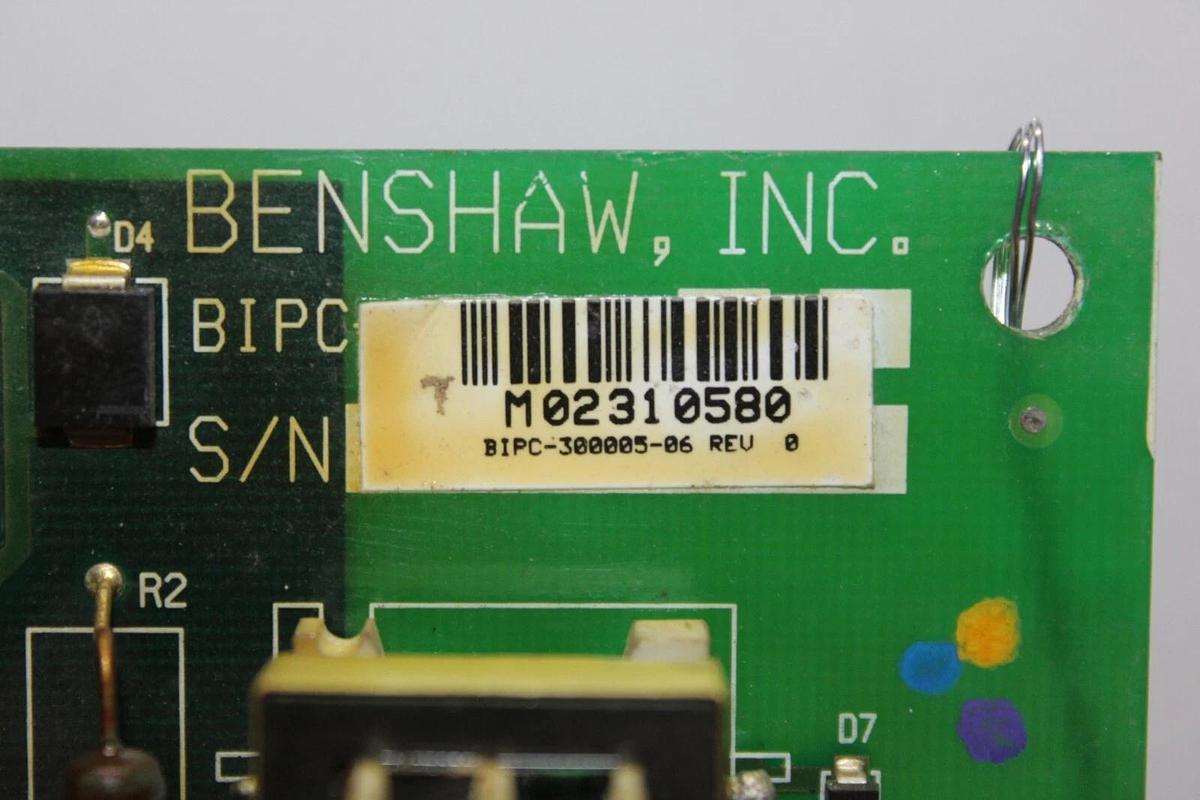 BENSHAW, INC.
D4
BIPC-
M02310580
S/N
BIPC-300005-06 REV 0
R2
D7